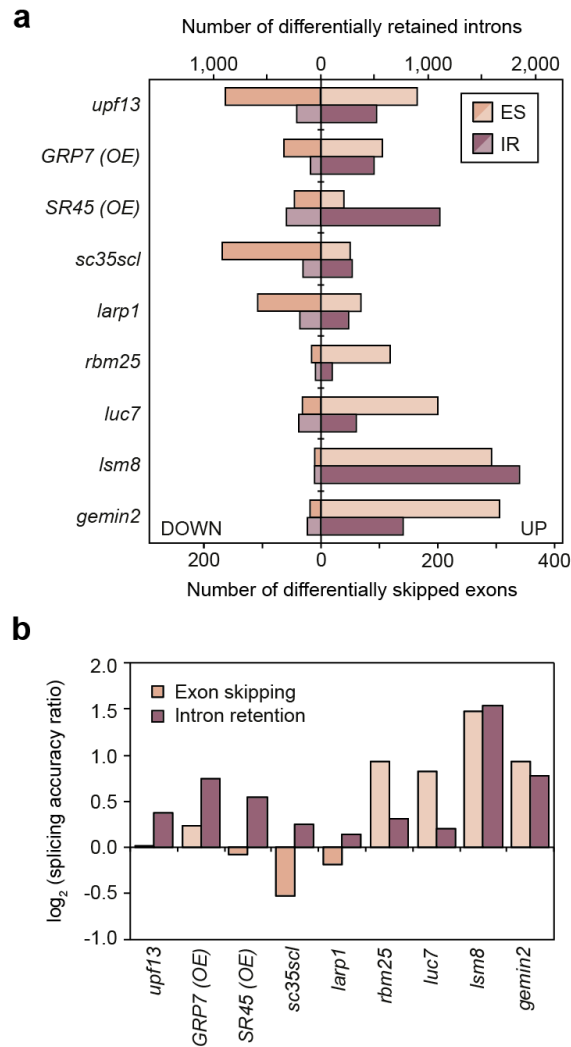 a
Number of differentially retained introns
1,000 0 1,000 2,000
upf13
ES
IR
GRP7 (OE)
SR45 (OE)
sc35scl
larp1
rbm25
luc7
lsm8
gemin2
DOWN UP
200 0 200 400
Number of differentially skipped exons
b
log2 (splicing accuracy ratio)
2.0
1.5
1.0
0.5
0.0
-0.5
-1.0
Exon skipping
Intron retention
upf13
GRP7 (OE)
SR45 (OE)
sc35scl
larp1
rbm25
luc7
lsm8
gemin2